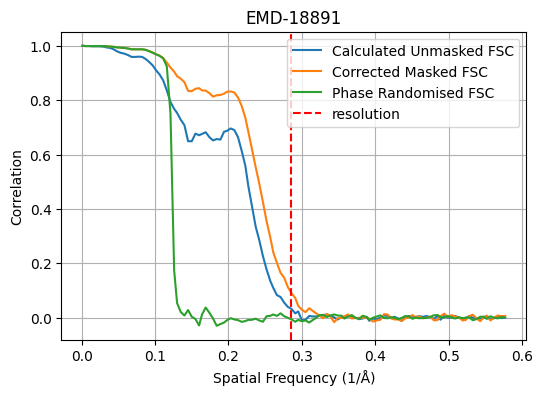 EMD-18891
Calculated Unmasked FSC
Corrected Masked FSC
Phase Randomised FSC
resolution
Correlation
1.0
0.8
0.6
0.4
0.2
0.0
0.0 0.1 0.2 0.3 0.4 0.5 0.6
Spatial Frequency (1/Å)